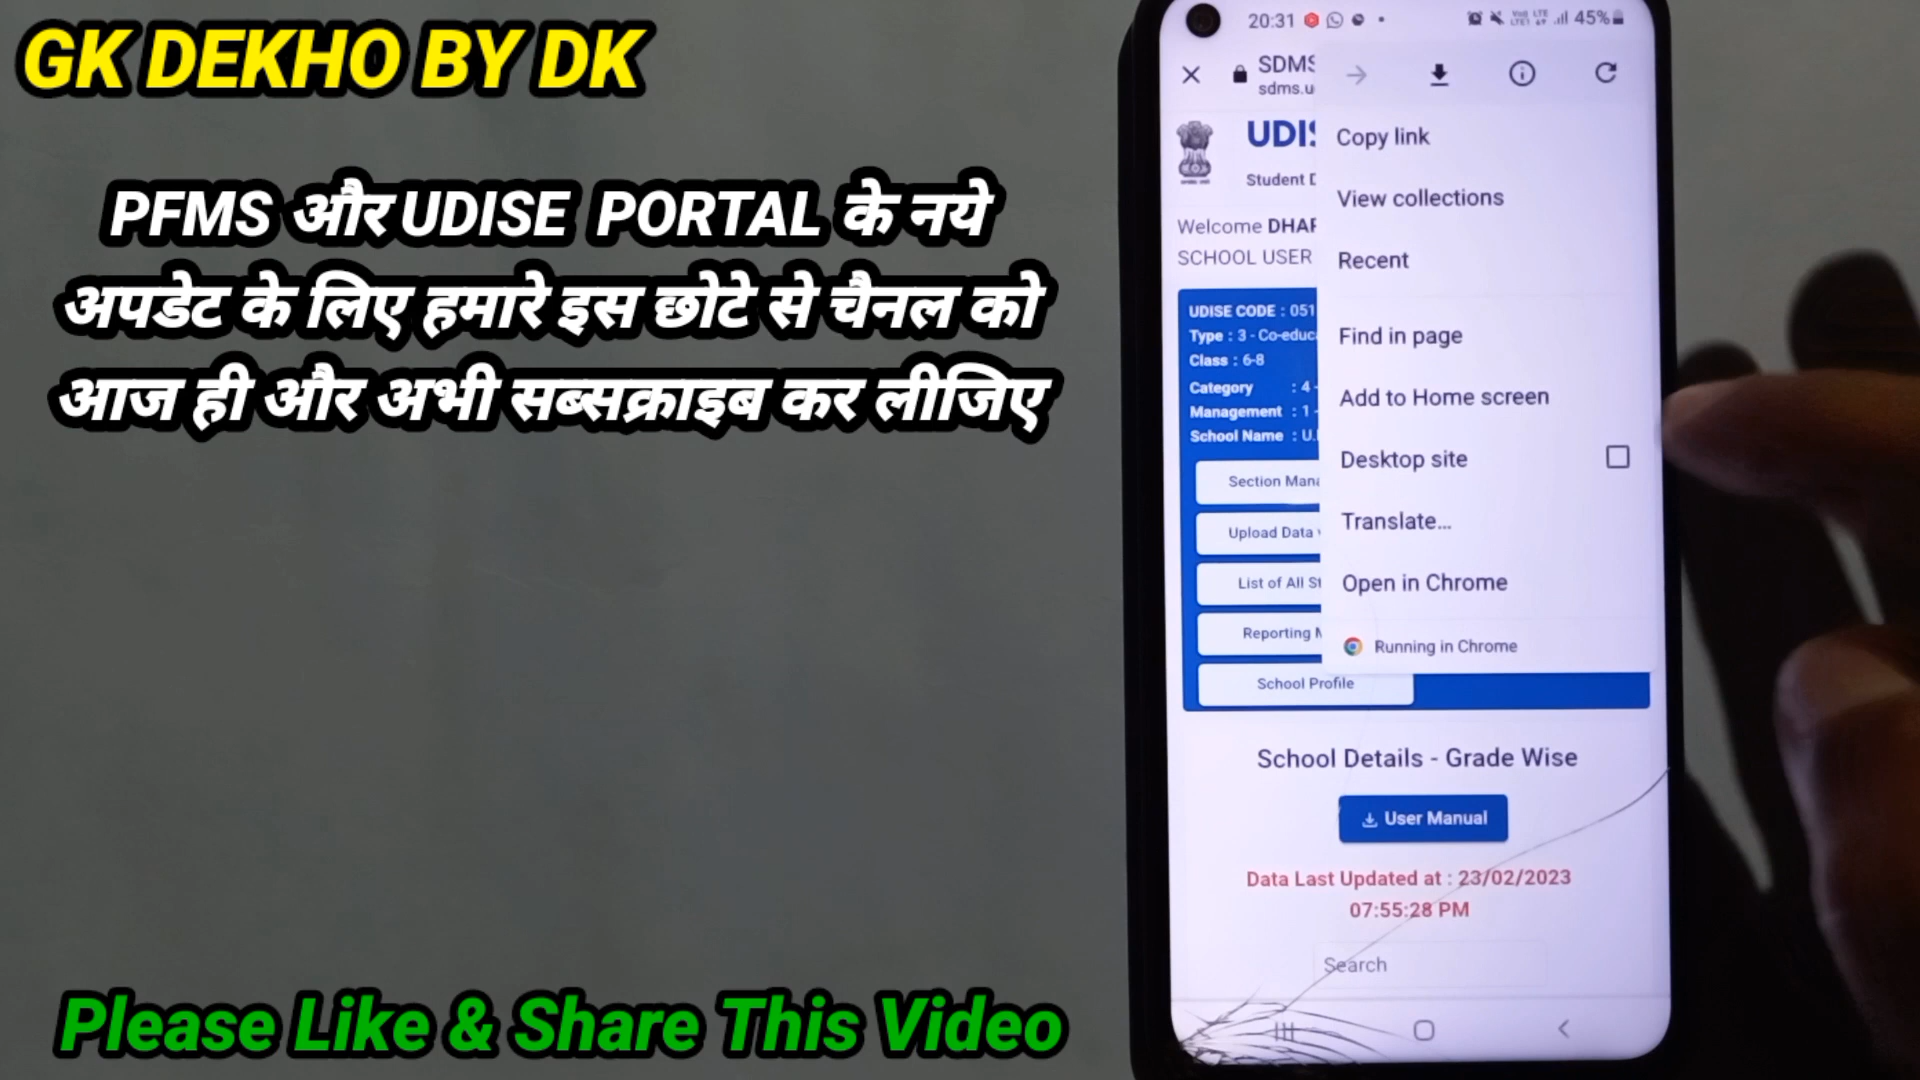 GK DEKHO BY DK
PFMS और UDISE PORTAL के नये
अपडेट के लिए हमारे इस छोटे से चैनल को
आज ही और अभी सब्सक्राइब कर लीजिए
Please Like & Share This Video
20:31
45%
SDMS
sdms.u
UDIS
Student D
Welcome DHAR
SCHOOL USER
UDISE CODE : 051
Type : 3 - Co-educ
Class : 6-8
Category : 4 -
Management : 1 -
School Name : U.
Section Mana
Upload Data
List of All St
Reporting M
School Profile
Copy link
View collections
Recent
Find in page
Add to Home screen
Desktop site
Translate...
Open in Chrome
Running in Chrome
School Details - Grade Wise
User Manual
Data Last Updated at : 23/02/2023
07:55:28 PM
Search